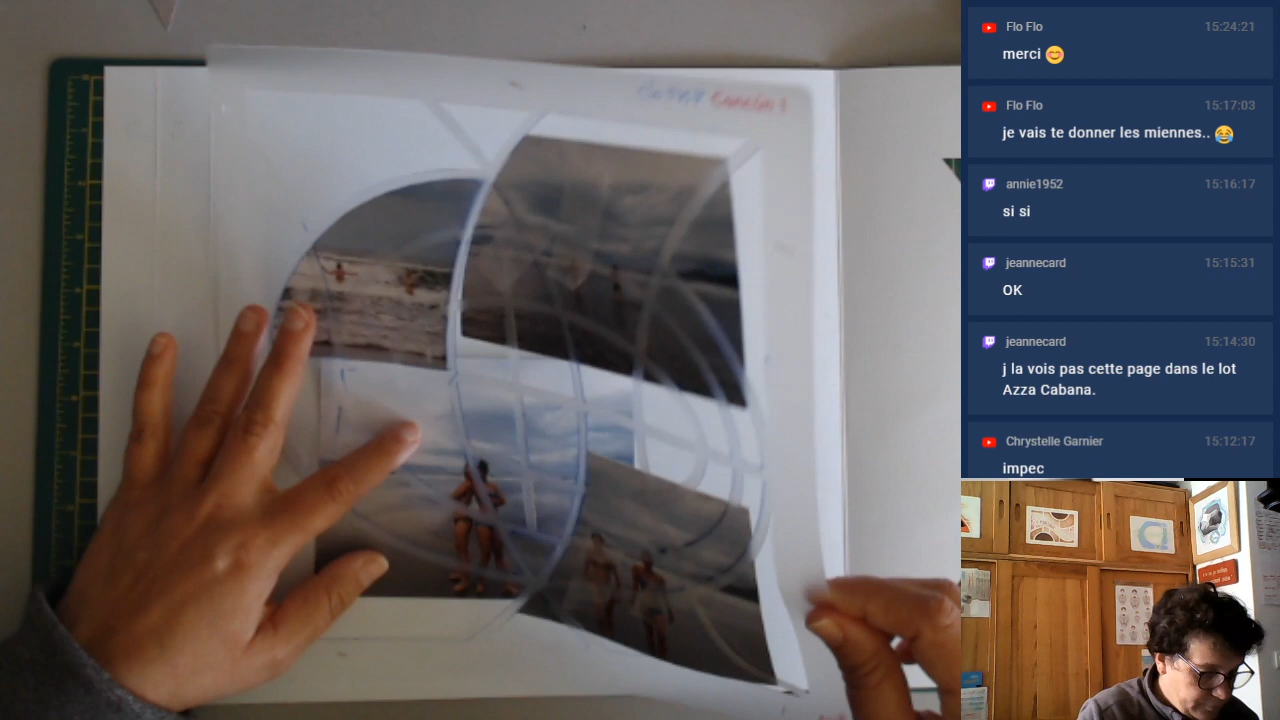 Flo Flo 15:24:21
merci 😊
Flo Flo 15:17:03
je vais te donner les miennes.. 😂
annie1952 15:16:17
si si
jeannecard 15:15:31
OK
jeannecard 15:14:30
j la vois pas cette page dans le lot
Azza Cabana.
Chrystelle Garnier 15:12:17
impec